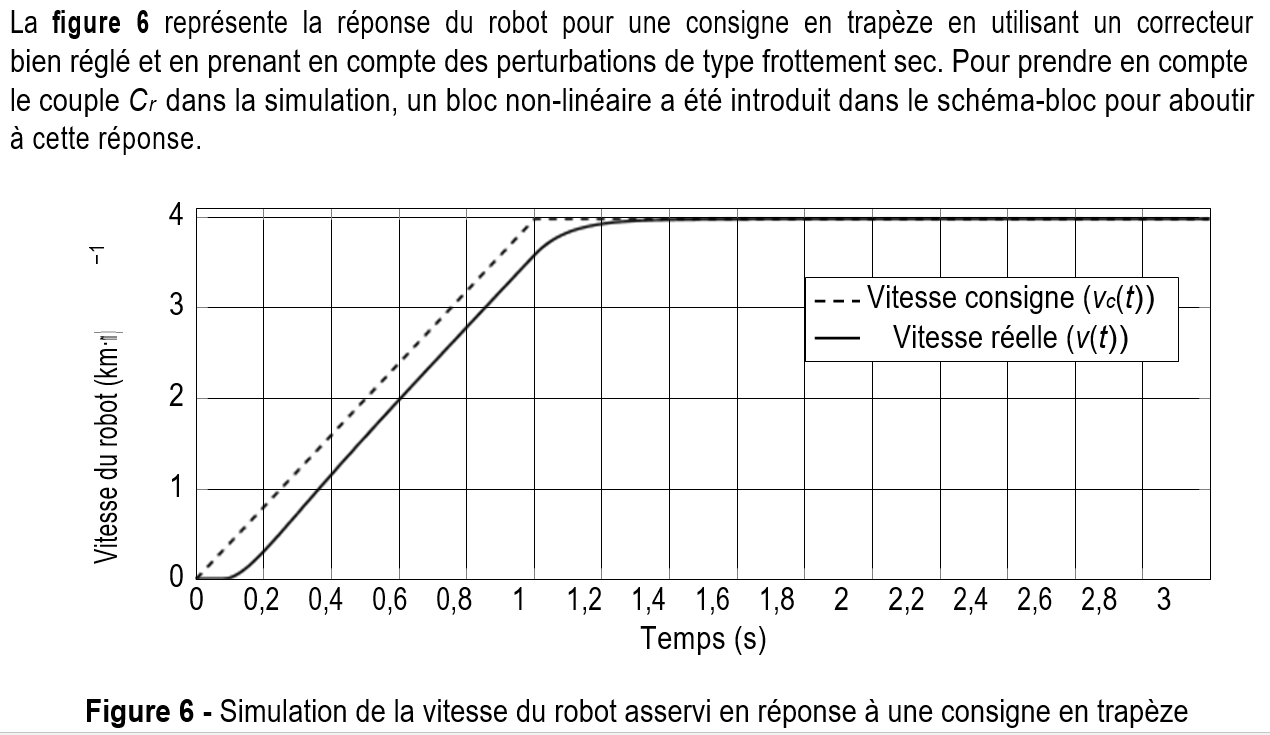 La figure 6 représente la réponse du robot pour une consigne en trapèze en utilisant un correcteur
bien réglé et en prenant en compte des perturbations de type frottement sec. Pour prendre en compte
le couple Cr dans la simulation, un bloc non-linéaire a été introduit dans le schéma-bloc pour aboutir
à cette réponse.
4
3
2
1
0
Vitesse du robot (km·
−1
Vitesse consigne (vc(t))
Vitesse réelle (v(t))
0 0,2 0,4 0,6 0,8 1 1,2 1,4 1,6 1,8 2 2,2 2,4 2,6 2,8 3
Temps (s)
Figure 6 - Simulation de la vitesse du robot asservi en réponse à une consigne en trapèze